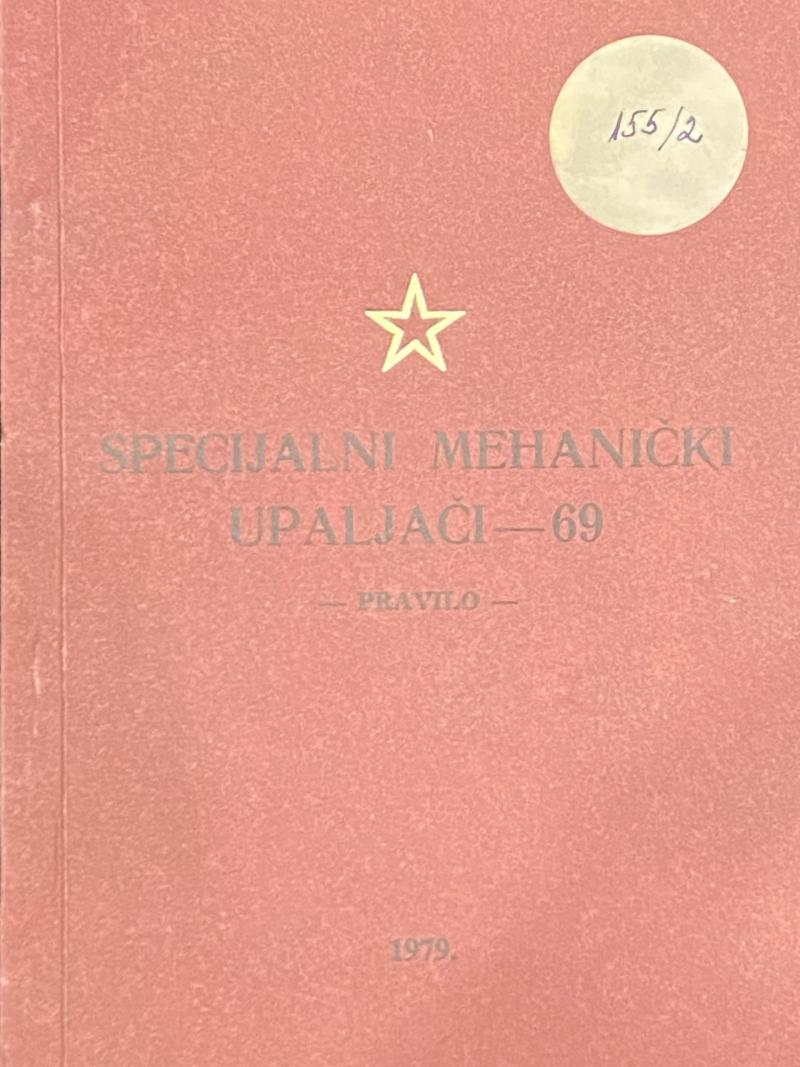 155/2
SPECIJALNI MEHANIČKI
UPALJAČI — 69
— PRAVILO —
1979.